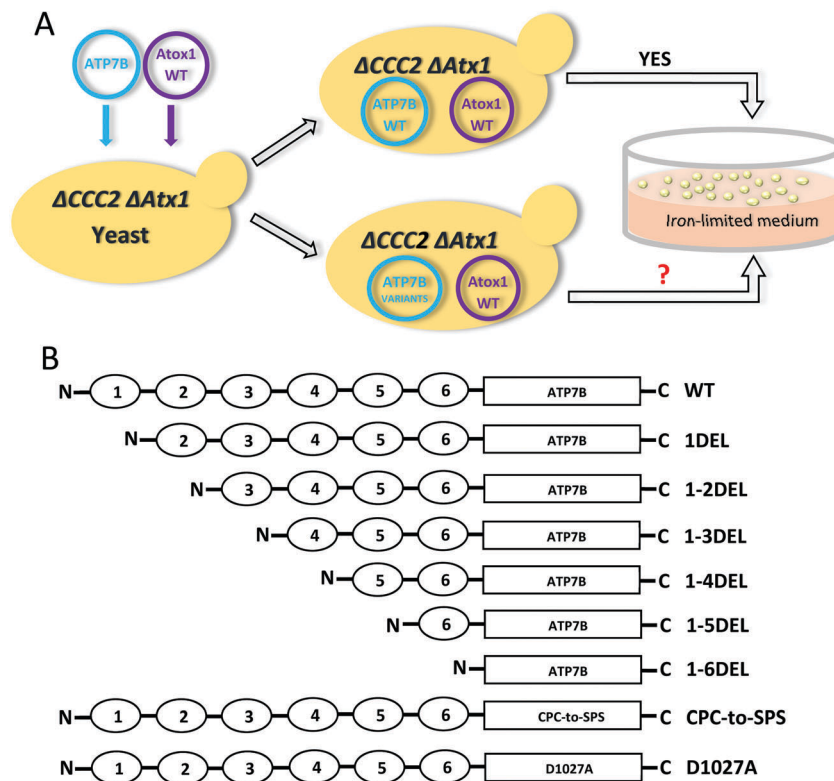 A
ATP7B
Atox1
WT
ΔCCC2 ΔAtx1
Yeast
ΔCCC2 ΔAtx1
ATP7B
WT
Atox1
WT
YES
Iron-limited medium
ΔCCC2 ΔAtx1
ATP7B
VARIANTS
Atox1
WT
?
B
N 1 2 3 4 5 6 ATP7B C WT
N 2 3 4 5 6 ATP7B C 1DEL
N 3 4 5 6 ATP7B C 1-2DEL
N 4 5 6 ATP7B C 1-3DEL
N 5 6 ATP7B C 1-4DEL
N 6 ATP7B C 1-5DEL
N ATP7B C 1-6DEL
N 1 2 3 4 5 6 CPC-to-SPS C CPC-to-SPS
N 1 2 3 4 5 6 D1027A C D1027A